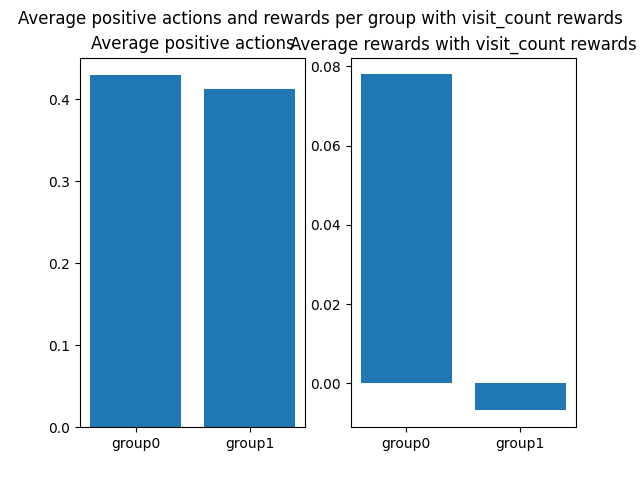 Average positive actions and rewards per group with visit_count rewards
Average positive actions
0.4
0.3
0.2
0.1
0.0
group0 group1
Average rewards with visit_count rewards
0.08
0.06
0.04
0.02
0.00
group0 group1